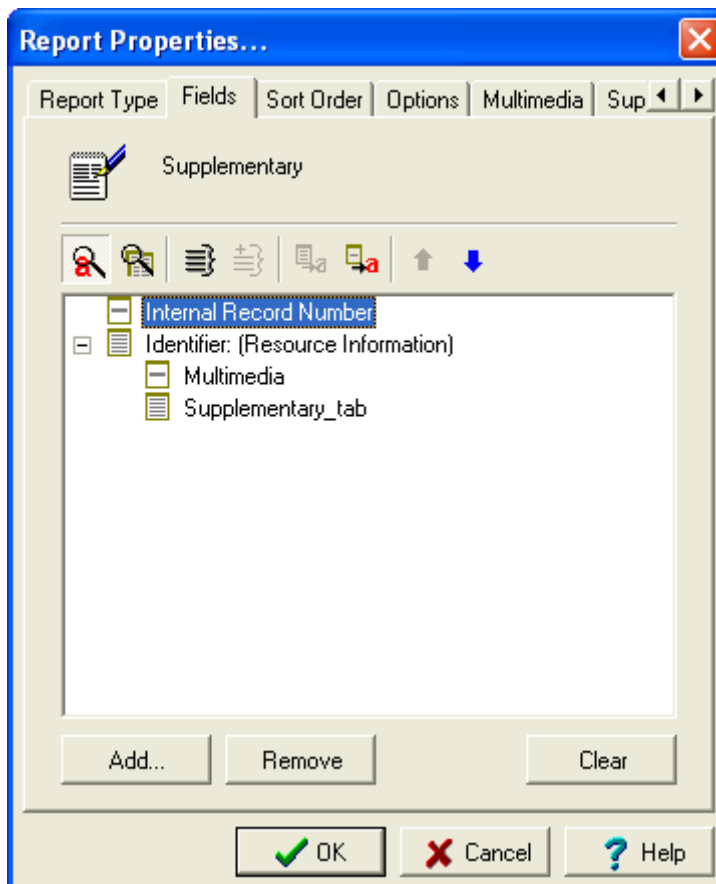 Report Properties...
Report Type Fields Sort Order Options Multimedia Sup
Supplementary
Internal Record Number
Identifier: (Resource Information)
Multimedia
Supplementary_tab
Add... Remove Clear
OK Cancel Help